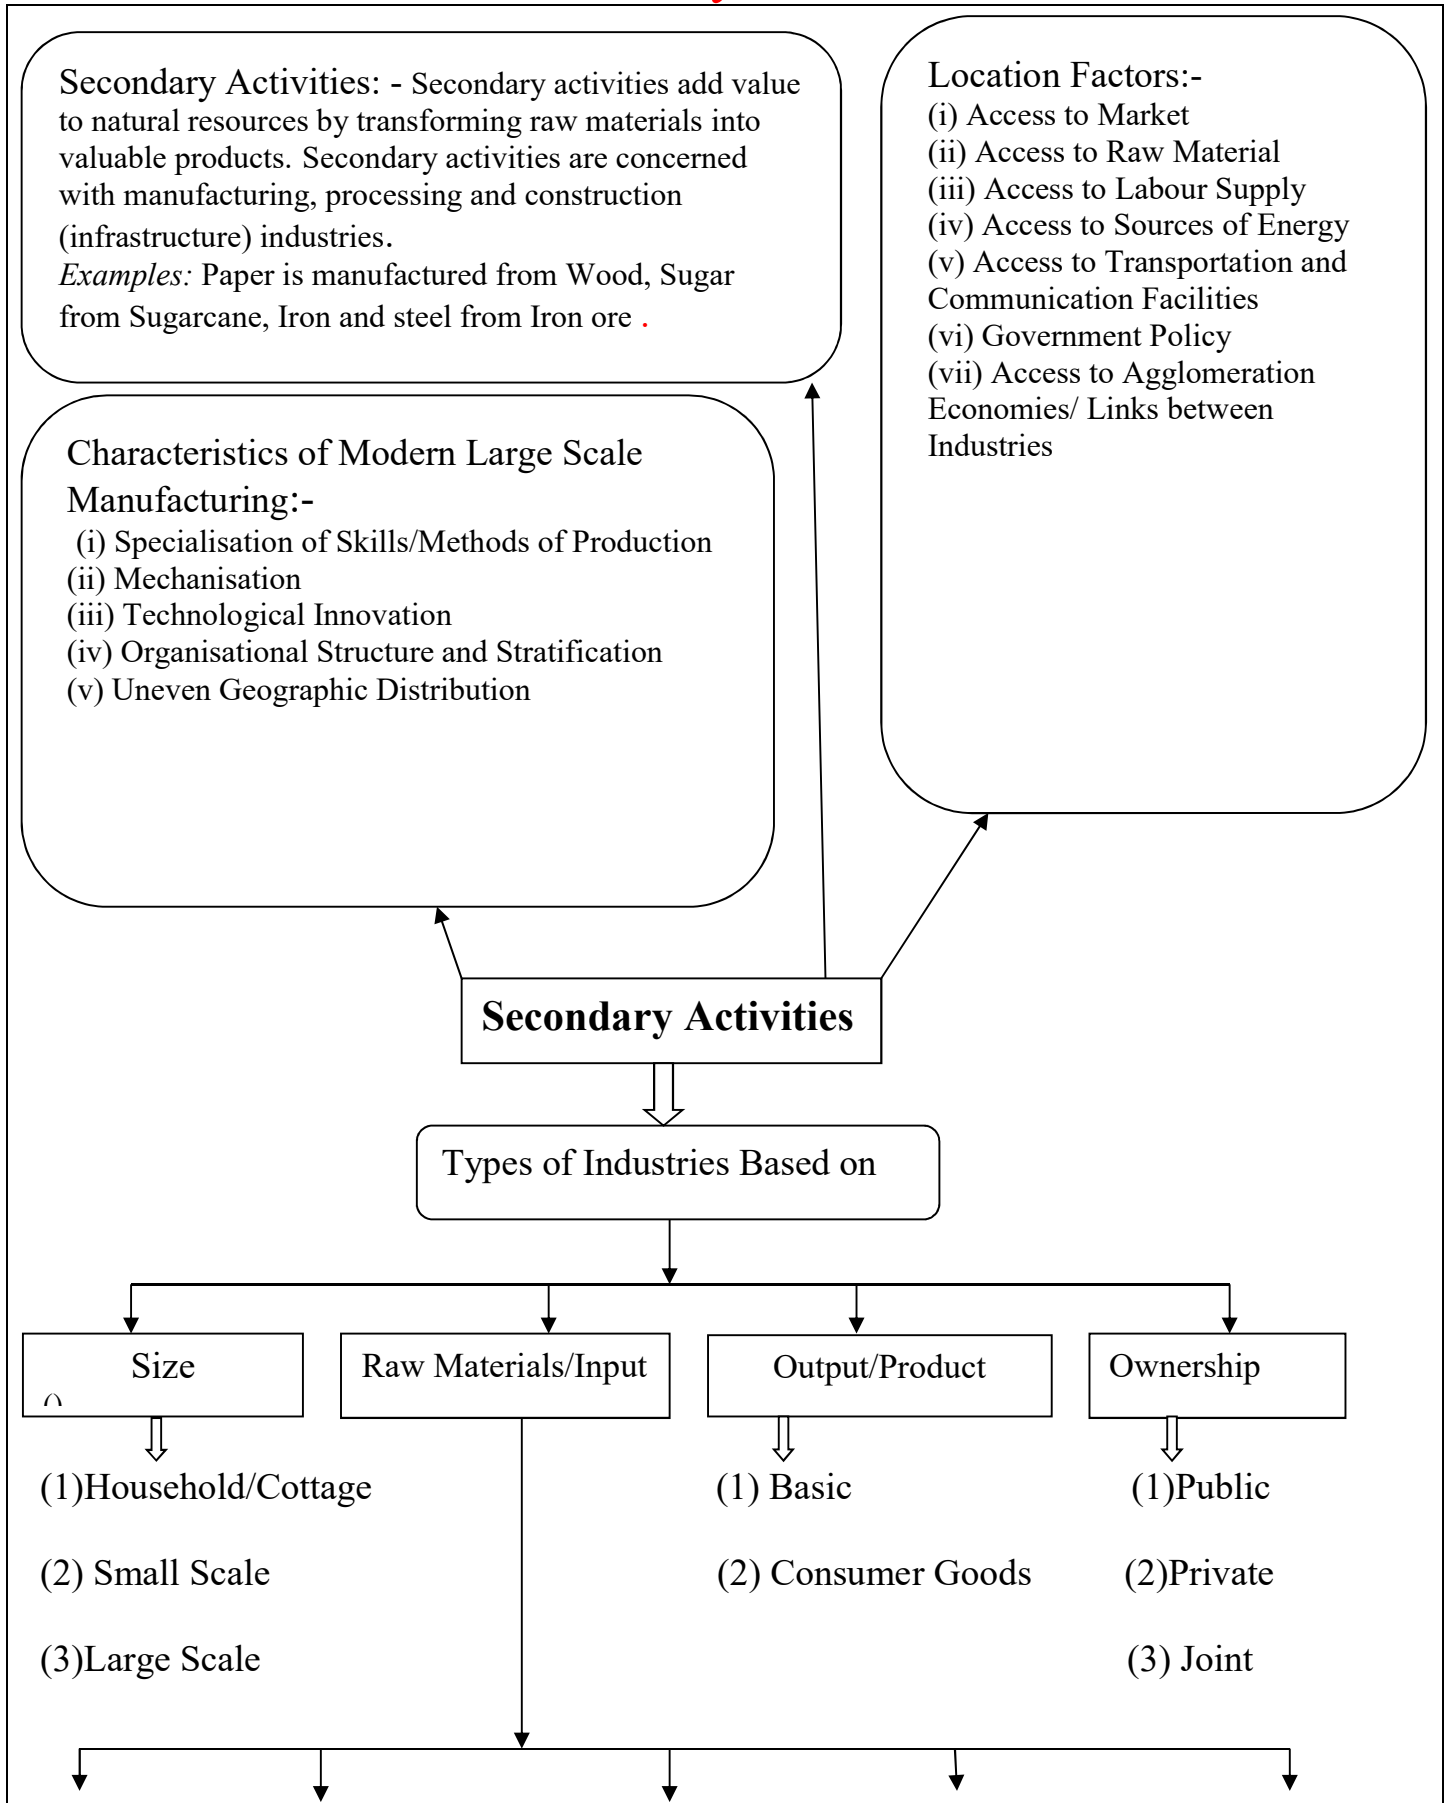 Secondary Activities: - Secondary activities add value
to natural resources by transforming raw materials into
valuable products. Secondary activities are concerned
with manufacturing, processing and construction
(infrastructure) industries.
Examples: Paper is manufactured from Wood, Sugar
from Sugarcane, Iron and steel from Iron ore .
Location Factors:-
(i) Access to Market
(ii) Access to Raw Material
(iii) Access to Labour Supply
(iv) Access to Sources of Energy
(v) Access to Transportation and
Communication Facilities
(vi) Government Policy
(vii) Access to Agglomeration
Economies/ Links between
Industries
Characteristics of Modern Large Scale
Manufacturing:-
(i) Specialisation of Skills/Methods of Production
(ii) Mechanisation
(iii) Technological Innovation
(iv) Organisational Structure and Stratification
(v) Uneven Geographic Distribution
Secondary Activities
Types of Industries Based on
Size
Raw Materials/Input
Output/Product
Ownership
(1)Household/Cottage
(2) Small Scale
(3)Large Scale
(1) Basic
(2) Consumer Goods
(1)Public
(2)Private
(3) Joint